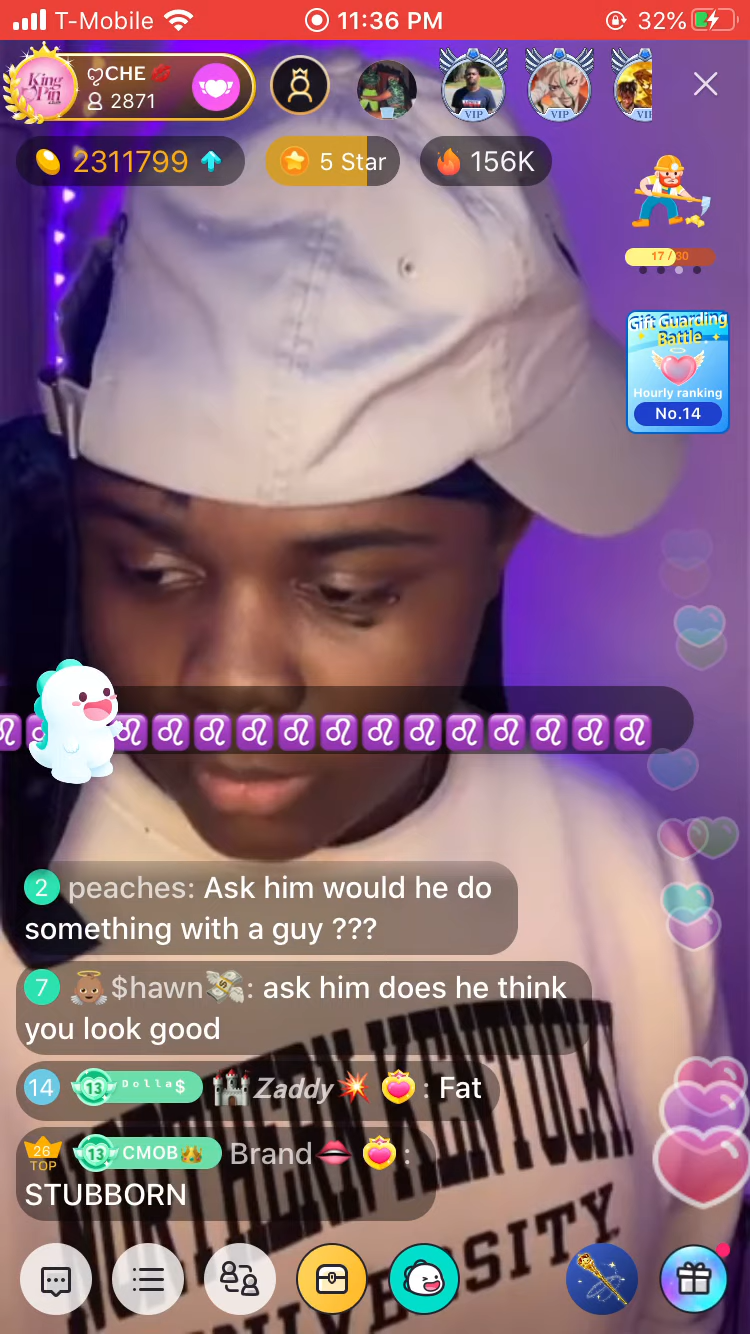 T-Mobile
11:36 PM
32%
King Pin
ღCHE💋
2871
VIP
VIP
VIP
2311799
5 Star
156K
17 / 30
Gift Guarding
Battle
Hourly ranking
No.14
♌♌♌♌♌♌♌♌♌♌♌♌♌♌♌
2 peaches: Ask him would he do
something with a guy ???
7 👼🏽$hawn💸: ask him does he think
you look good
14 13 ᴰᵒˡˡᵃ$ 🏰Zaddy💥 : Fat
26 TOP 13 CMOB👑 Brand👄 :
STUBBORN
NORTHERN KENTUCKY
UNIVERSITY